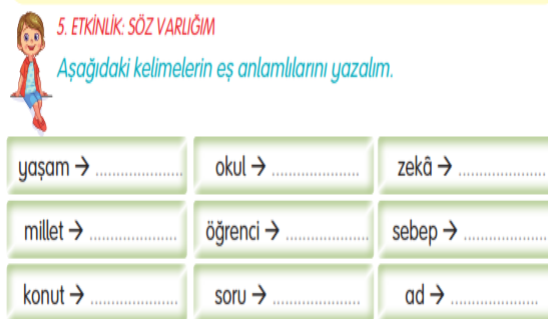 5. ETKİNLİK: SÖZ VARLIĞIM
Aşağıdaki kelimelerin eş anlamlılarını yazalım.
yaşam → .................... okul → .................... zekâ → ....................
millet → .................... öğrenci → .................... sebep → ....................
konut → .................... soru → .................... ad → ....................